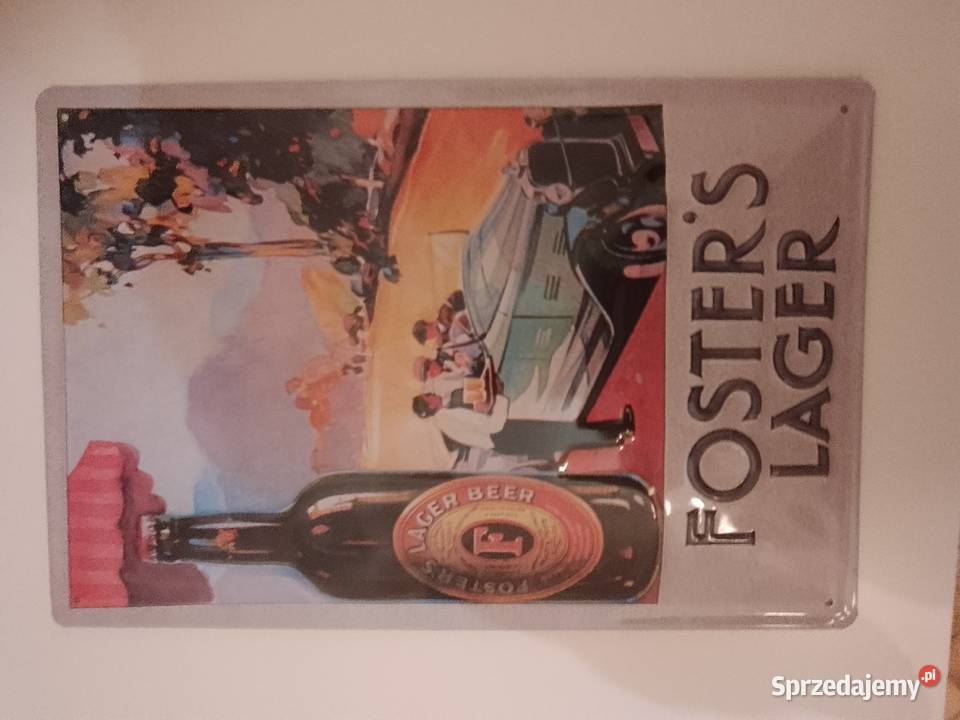 LAGER BEER
F
FOSTER'S
FOSTER'S
LAGER
Sprzedajemy.pl